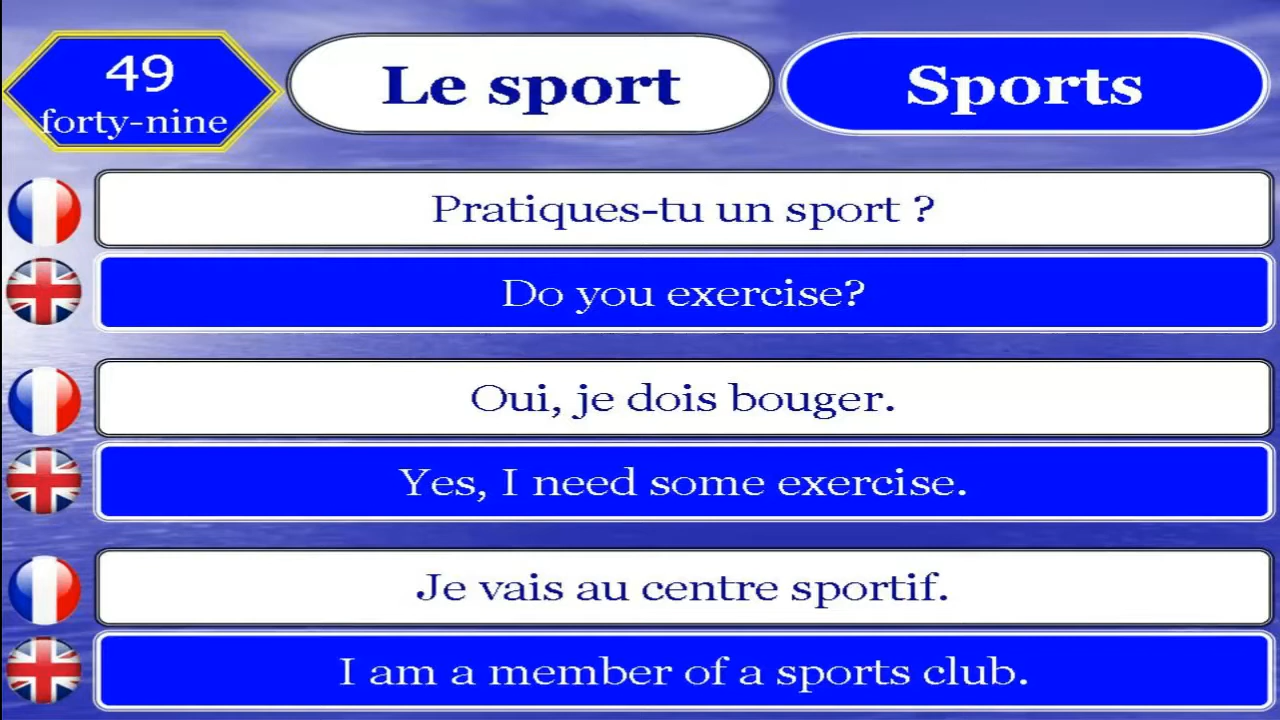 49
forty-nine
Le sport
Sports
Pratiques-tu un sport ?
Do you exercise?
Oui, je dois bouger.
Yes, I need some exercise.
Je vais au centre sportif.
I am a member of a sports club.